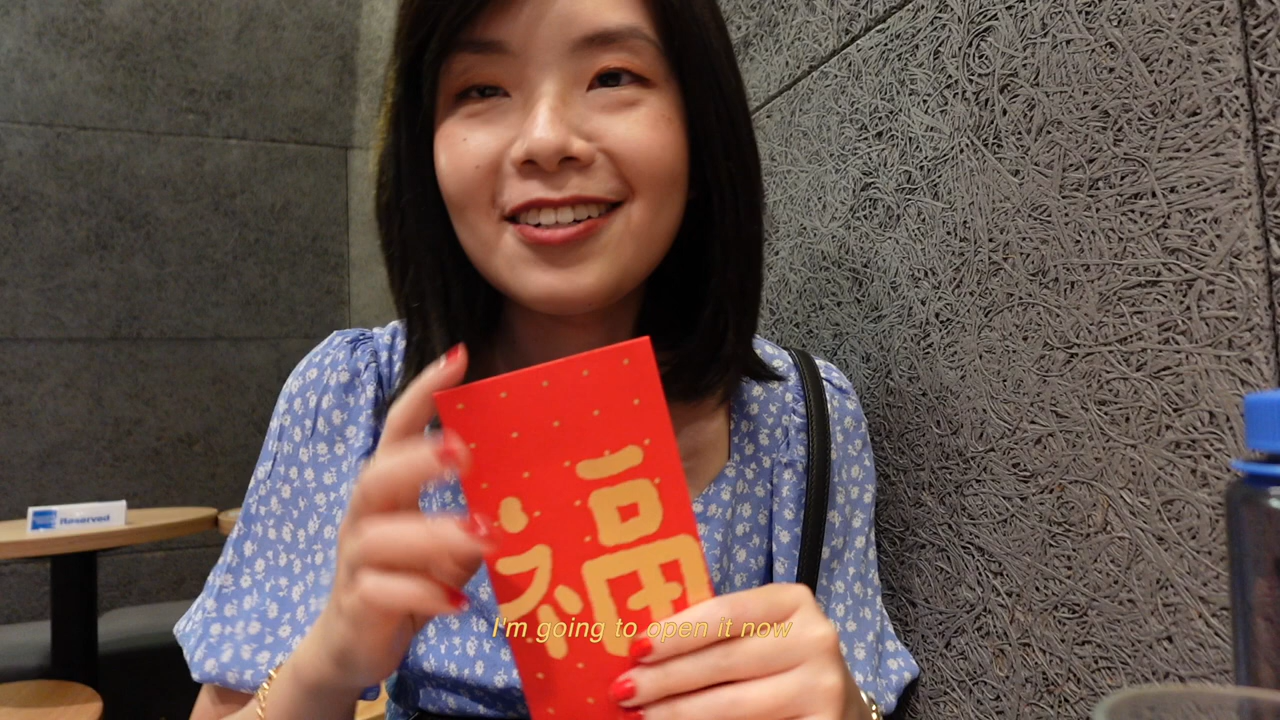 Reserved
福
I'm going to open it now